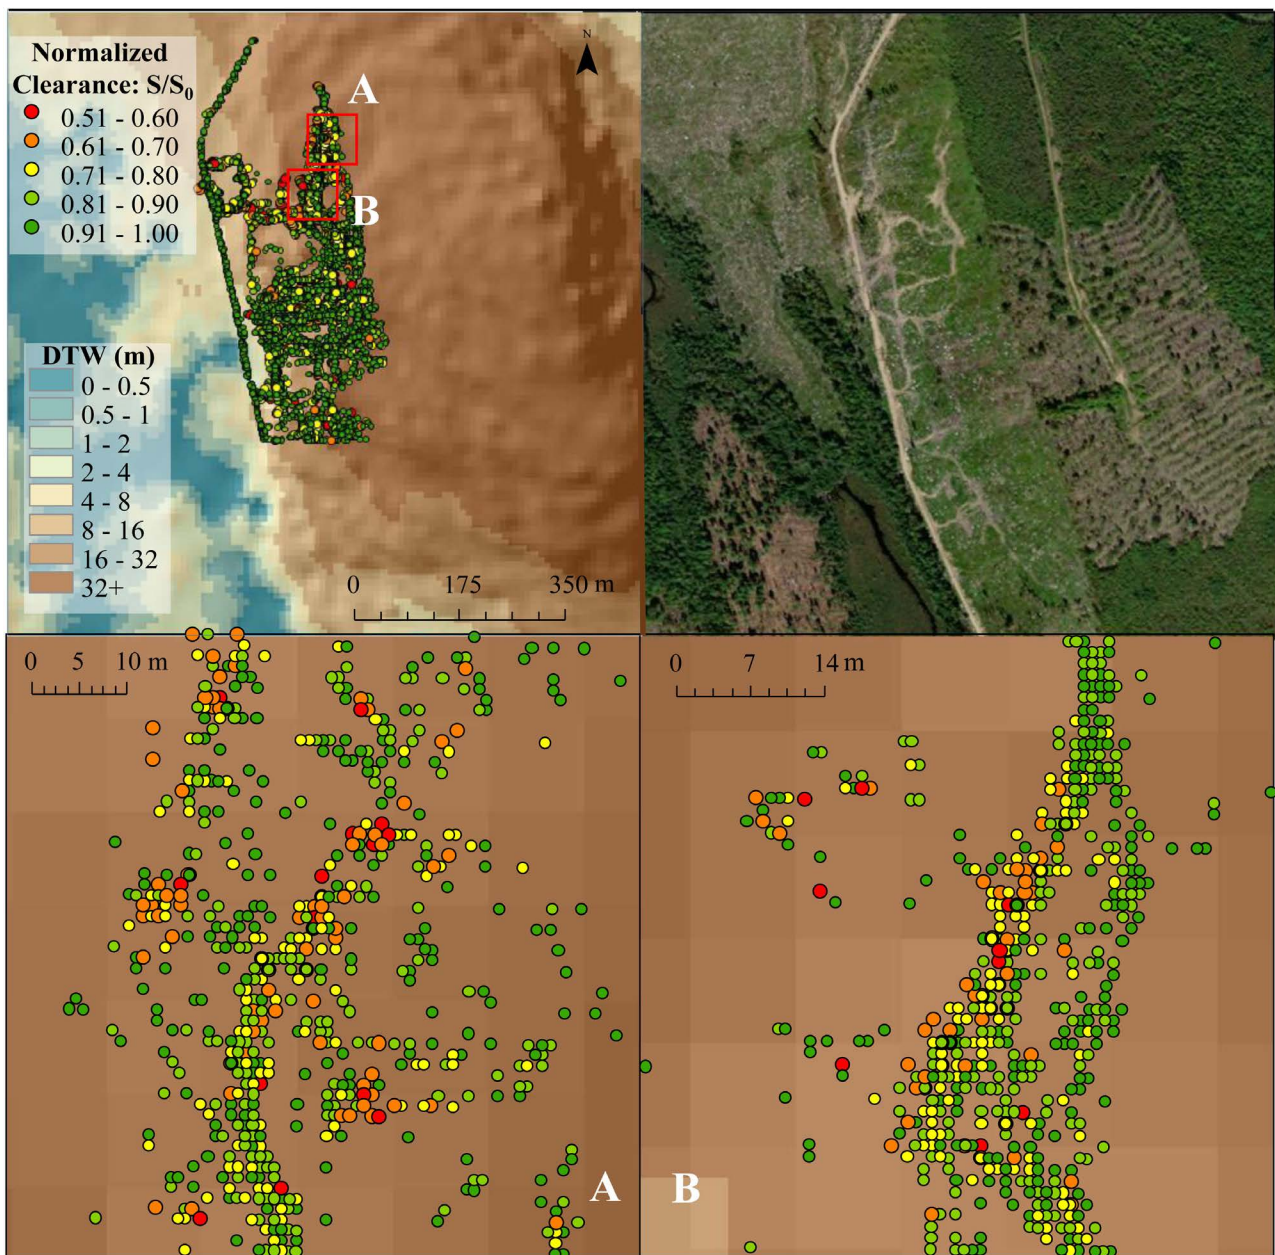 Normalized
Clearance: S/S₀
0.51 - 0.60
0.61 - 0.70
0.71 - 0.80
0.81 - 0.90
0.91 - 1.00
N
A
B
DTW (m)
0 - 0.5
0.5 - 1
1 - 2
2 - 4
4 - 8
8 - 16
16 - 32
32+
0 175 350 m
0 5 10 m
A
0 7 14 m
B